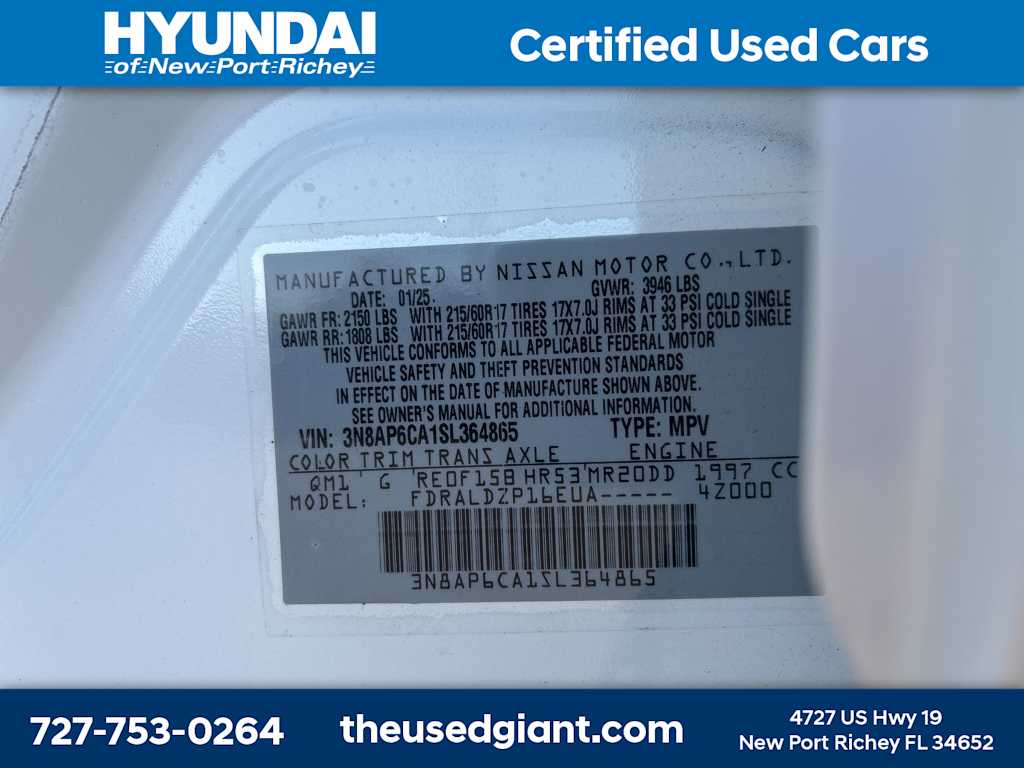 HYUNDAI
of New Port Richey
Certified Used Cars
MANUFACTURED BY NISSAN MOTOR CO., LTD.
DATE: 01/25. GVWR: 3946 LBS
GAWR FR: 2150 LBS WITH 215/60R17 TIRES 17X7.0J RIMS AT 33 PSI COLD SINGLE
GAWR RR: 1808 LBS WITH 215/60R17 TIRES 17X7.0J RIMS AT 33 PSI COLD SINGLE
THIS VEHICLE CONFORMS TO ALL APPLICABLE FEDERAL MOTOR
VEHICLE SAFETY AND THEFT PREVENTION STANDARDS
IN EFFECT ON THE DATE OF MANUFACTURE SHOWN ABOVE.
SEE OWNER'S MANUAL FOR ADDITIONAL INFORMATION.
VIN: 3N8AP6CA1SL364865 TYPE: MPV
COLOR TRIM TRANS AXLE ENGINE
QM1 G RE0F15B HR53 MR20DD 1997 CC
MODEL: FDRALDZP16EUA----- 4Z000
3N8AP6CA1SL364865
727-753-0264
theusedgiant.com
4727 US Hwy 19
New Port Richey FL 34652